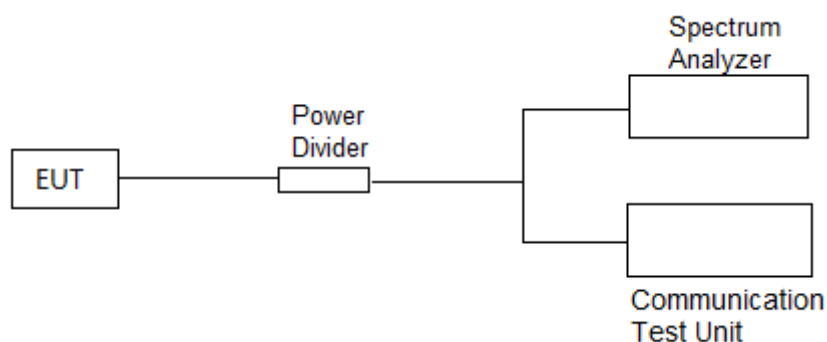 EUT
Power
Divider
Spectrum
Analyzer
Communication
Test Unit